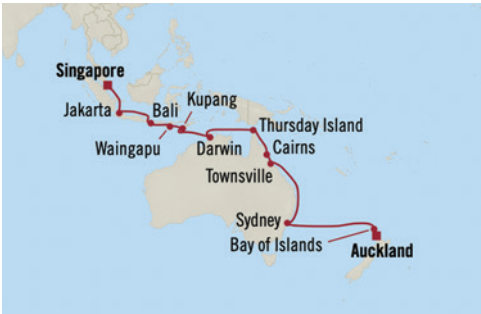 Singapore
Jakarta
Bali
Kupang
Waingapu
Darwin
Thursday Island
Cairns
Townsville
Sydney
Bay of Islands
Auckland